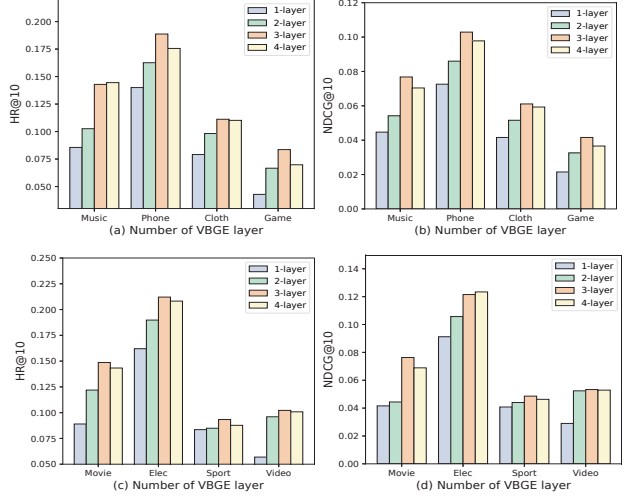 HR@10
0.200
0.175
0.150
0.125
0.100
0.075
0.050
1-layer
2-layer
3-layer
4-layer
Music Phone Cloth Game
(a) Number of VBGE layer
NDCG@10
0.12
0.10
0.08
0.06
0.04
0.02
0.00
1-layer
2-layer
3-layer
4-layer
Music Phone Cloth Game
(b) Number of VBGE layer
HR@10
0.250
0.225
0.200
0.175
0.150
0.125
0.100
0.075
0.050
1-layer
2-layer
3-layer
4-layer
Movie Elec Sport Video
(c) Number of VBGE layer
NDCG@10
0.14
0.12
0.10
0.08
0.06
0.04
0.02
0.00
1-layer
2-layer
3-layer
4-layer
Movie Elec Sport Video
(d) Number of VBGE layer